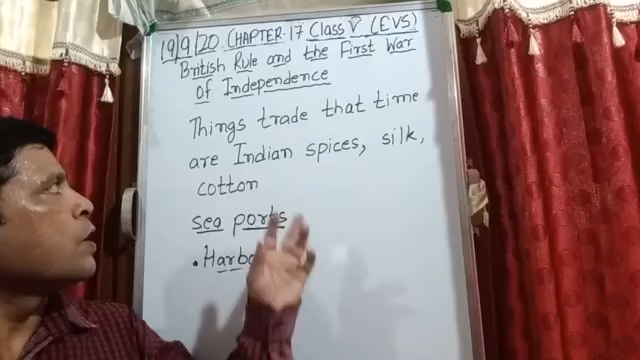 19/9/20 CHAPTER-17 Class V (EVS)
British Rule and the First War
of Independence
Things trade that time
are Indian spices, silk,
cotton
sea ports